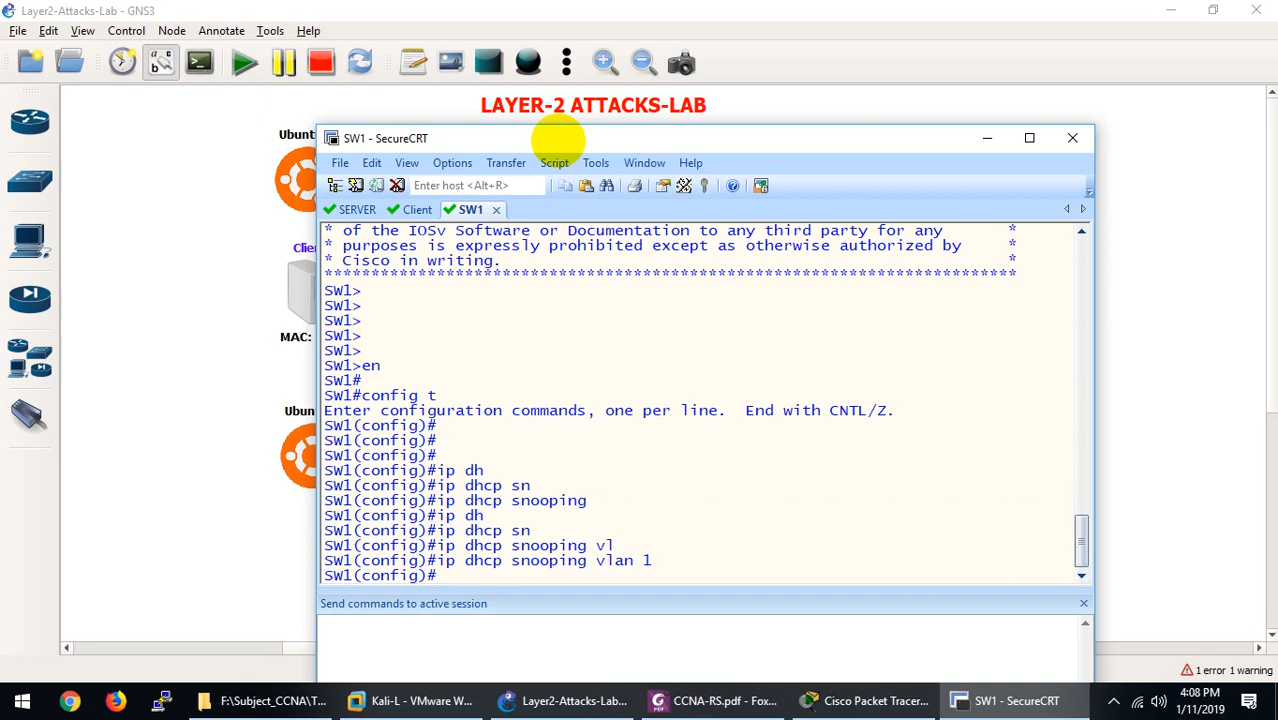 Layer2-Attacks-Lab - GNS3
File Edit View Control Node Annotate Tools Help
LAYER-2 ATTACKS-LAB
Ubunt
SW1 - SecureCRT
File Edit View Options Transfer Script Tools Window Help
Enter host <Alt+R>
SERVER Client SW1
* of the IOSv Software or Documentation to any third party for any *
* purposes is expressly prohibited except as otherwise authorized by *
* Cisco in writing. *
**************************************************************************
SW1>
SW1>
SW1>
SW1>
SW1>
SW1>en
SW1#
SW1#config t
Enter configuration commands, one per line. End with CNTL/Z.
SW1(config)#
SW1(config)#
SW1(config)#
SW1(config)#ip dh
SW1(config)#ip dhcp sn
SW1(config)#ip dhcp snooping
SW1(config)#ip dh
SW1(config)#ip dhcp sn
SW1(config)#ip dhcp snooping vl
SW1(config)#ip dhcp snooping vlan 1
SW1(config)#
Clie
MAC:
Ubunt
Send commands to active session
1 error 1 warning
F:\Subject_CCNA\T... Kali-L - VMware W... Layer2-Attacks-Lab... CCNA-RS.pdf - Fox... Cisco Packet Tracer... SW1 - SecureCRT
4:08 PM
1/11/2019